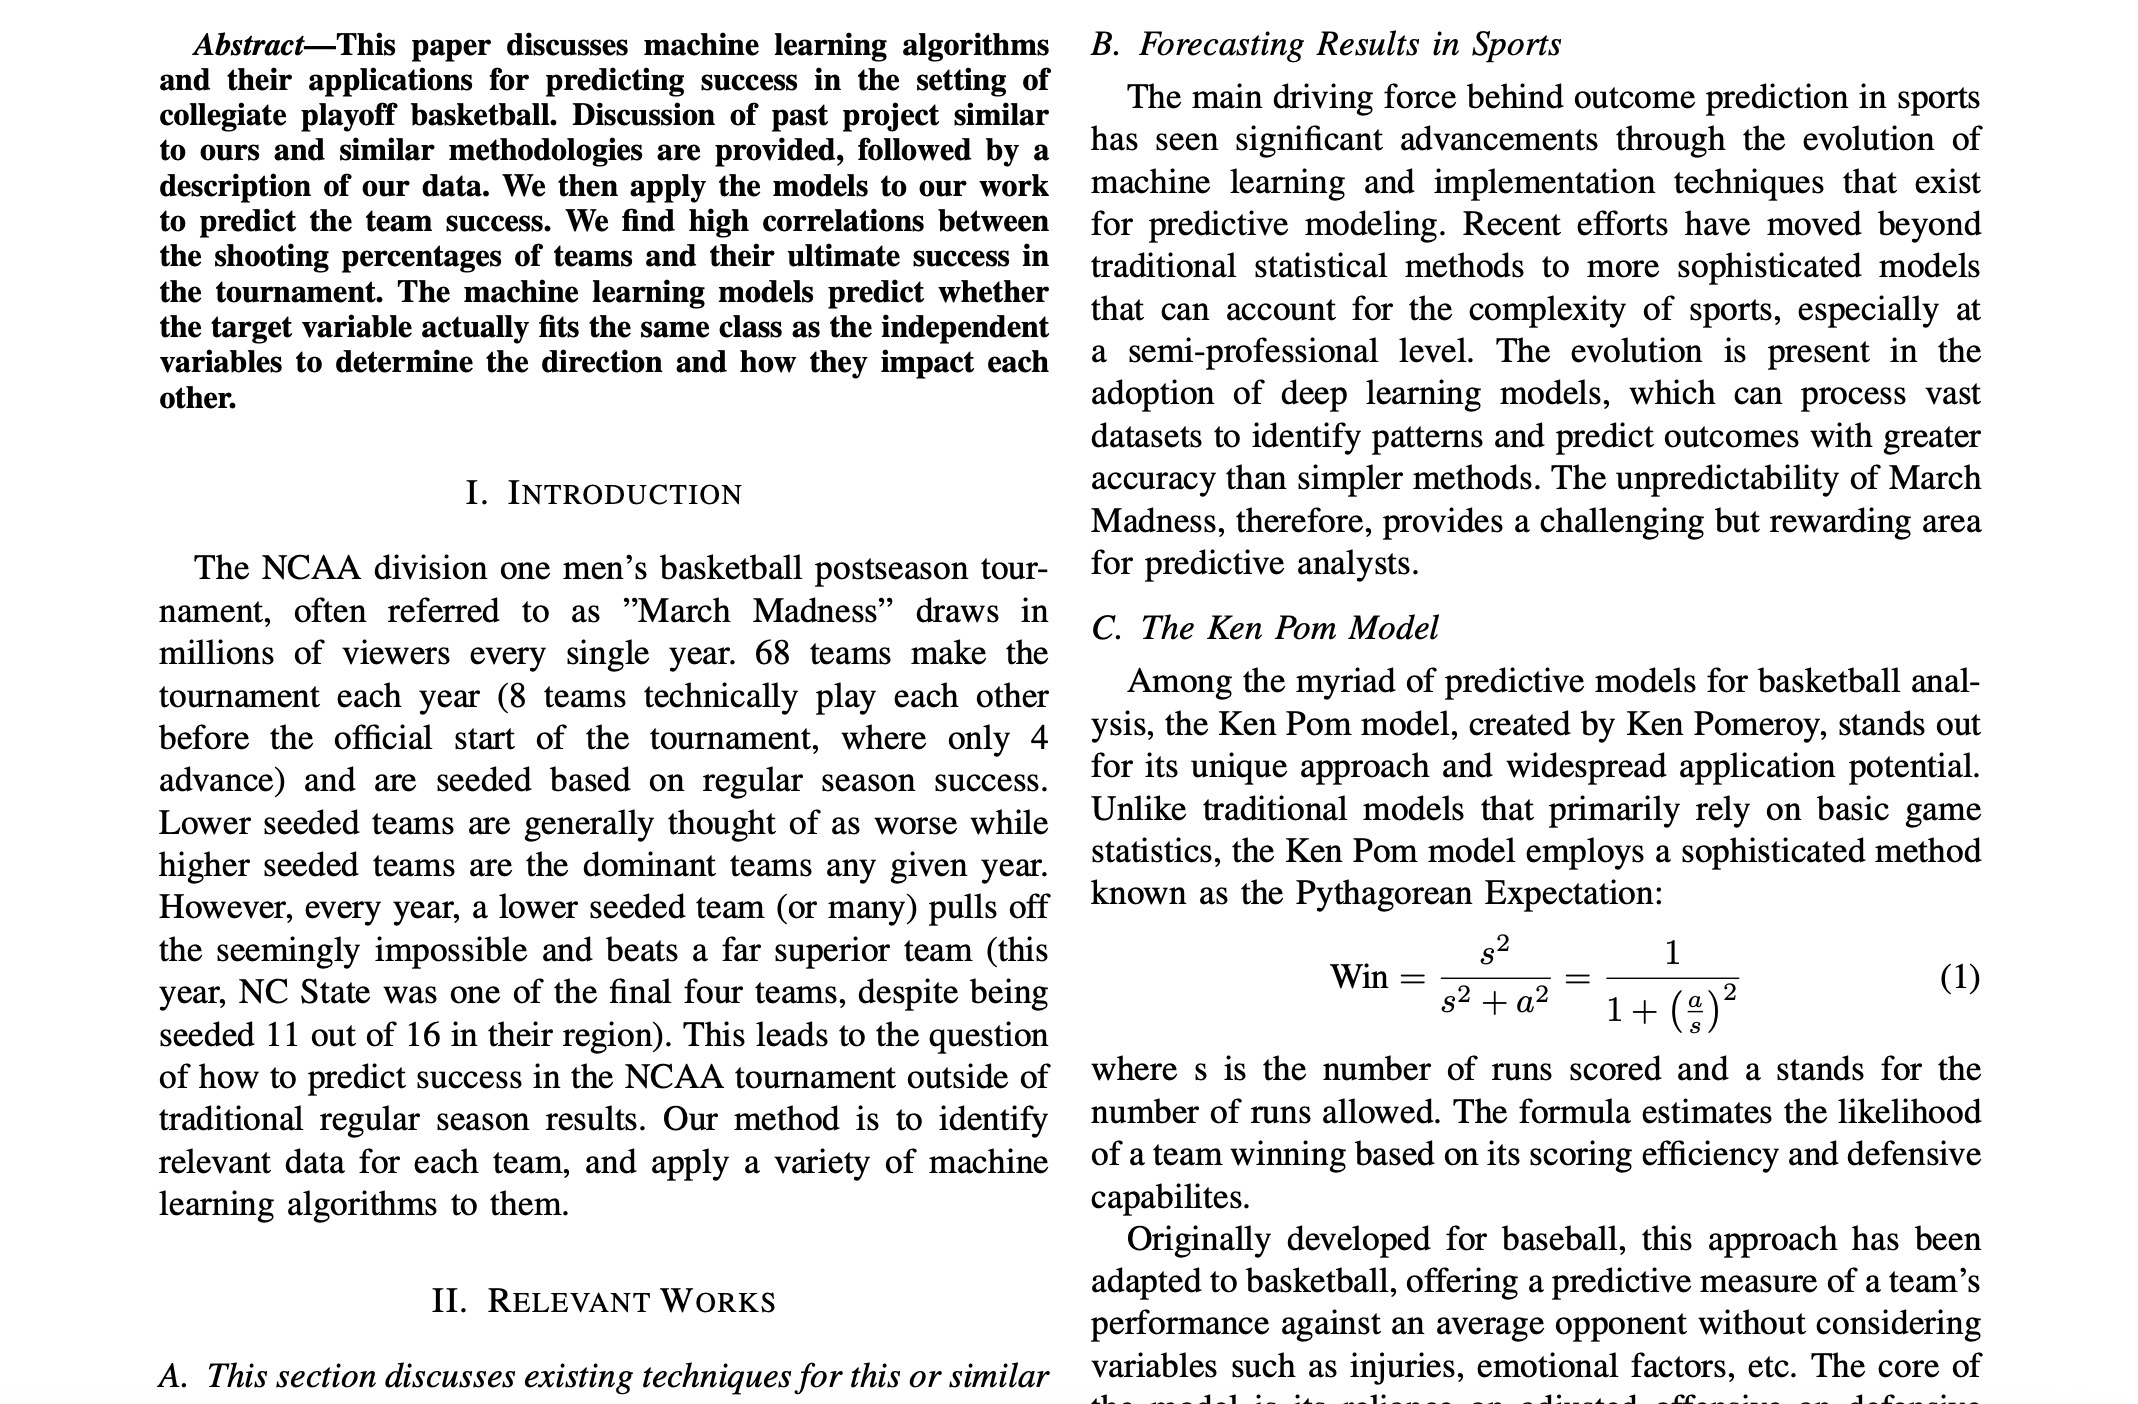 Abstract—This paper discusses machine learning algorithms
and their applications for predicting success in the setting of
collegiate playoff basketball. Discussion of past project similar
to ours and similar methodologies are provided, followed by a
description of our data. We then apply the models to our work
to predict the team success. We find high correlations between
the shooting percentages of teams and their ultimate success in
the tournament. The machine learning models predict whether
the target variable actually fits the same class as the independent
variables to determine the direction and how they impact each
other.
I. INTRODUCTION
The NCAA division one men’s basketball postseason tour-
nament, often referred to as ”March Madness” draws in
millions of viewers every single year. 68 teams make the
tournament each year (8 teams technically play each other
before the official start of the tournament, where only 4
advance) and are seeded based on regular season success.
Lower seeded teams are generally thought of as worse while
higher seeded teams are the dominant teams any given year.
However, every year, a lower seeded team (or many) pulls off
the seemingly impossible and beats a far superior team (this
year, NC State was one of the final four teams, despite being
seeded 11 out of 16 in their region). This leads to the question
of how to predict success in the NCAA tournament outside of
traditional regular season results. Our method is to identify
relevant data for each team, and apply a variety of machine
learning algorithms to them.
II. RELEVANT WORKS
A. This section discusses existing techniques for this or similar
B. Forecasting Results in Sports
The main driving force behind outcome prediction in sports
has seen significant advancements through the evolution of
machine learning and implementation techniques that exist
for predictive modeling. Recent efforts have moved beyond
traditional statistical methods to more sophisticated models
that can account for the complexity of sports, especially at
a semi-professional level. The evolution is present in the
adoption of deep learning models, which can process vast
datasets to identify patterns and predict outcomes with greater
accuracy than simpler methods. The unpredictability of March
Madness, therefore, provides a challenging but rewarding area
for predictive analysts.
C. The Ken Pom Model
Among the myriad of predictive models for basketball anal-
ysis, the Ken Pom model, created by Ken Pomeroy, stands out
for its unique approach and widespread application potential.
Unlike traditional models that primarily rely on basic game
statistics, the Ken Pom model employs a sophisticated method
known as the Pythagorean Expectation:
Win = s² / (s² + a²) = 1 / (1 + (a/s)²) (1)
where s is the number of runs scored and a stands for the
number of runs allowed. The formula estimates the likelihood
of a team winning based on its scoring efficiency and defensive
capabilites.
Originally developed for baseball, this approach has been
adapted to basketball, offering a predictive measure of a team’s
performance against an average opponent without considering
variables such as injuries, emotional factors, etc. The core of
the model is its reliance on adjusted offensive an defensive